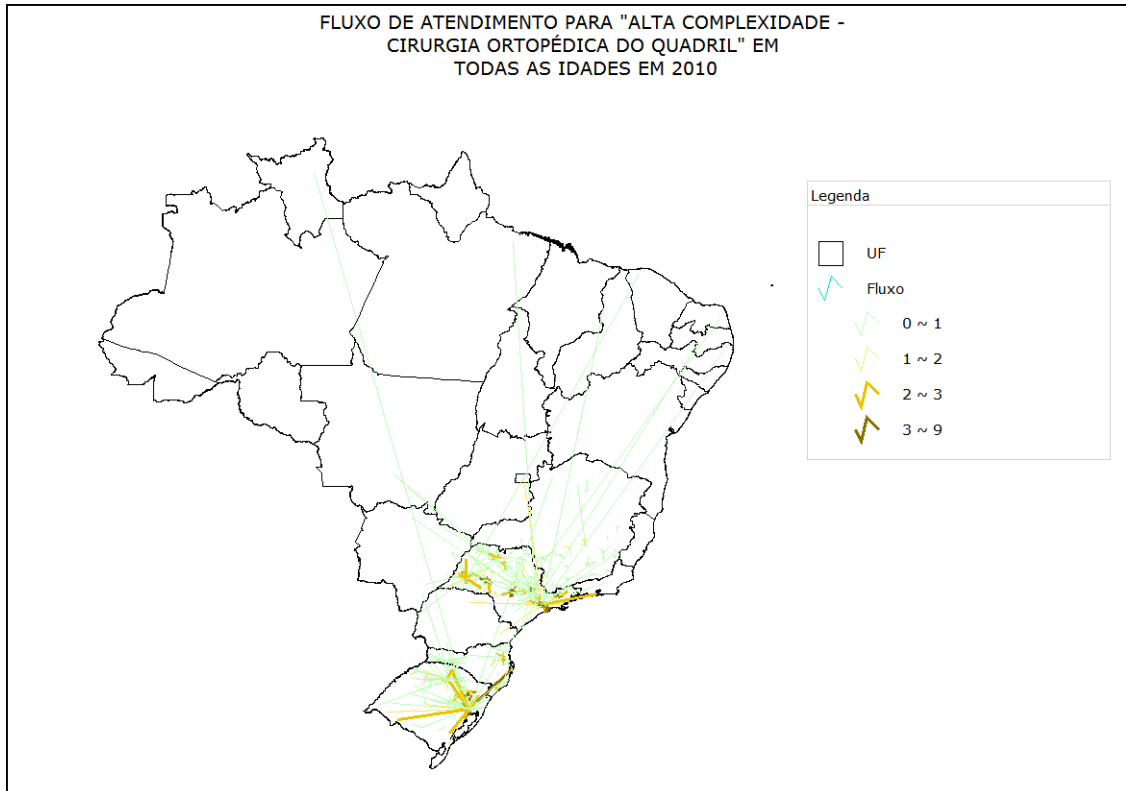 FLUXO DE ATENDIMENTO PARA "ALTA COMPLEXIDADE -
CIRURGIA ORTOPÉDICA DO QUADRIL" EM
TODAS AS IDADES EM 2010
Legenda
UF
Fluxo
0 ~ 1
1 ~ 2
2 ~ 3
3 ~ 9